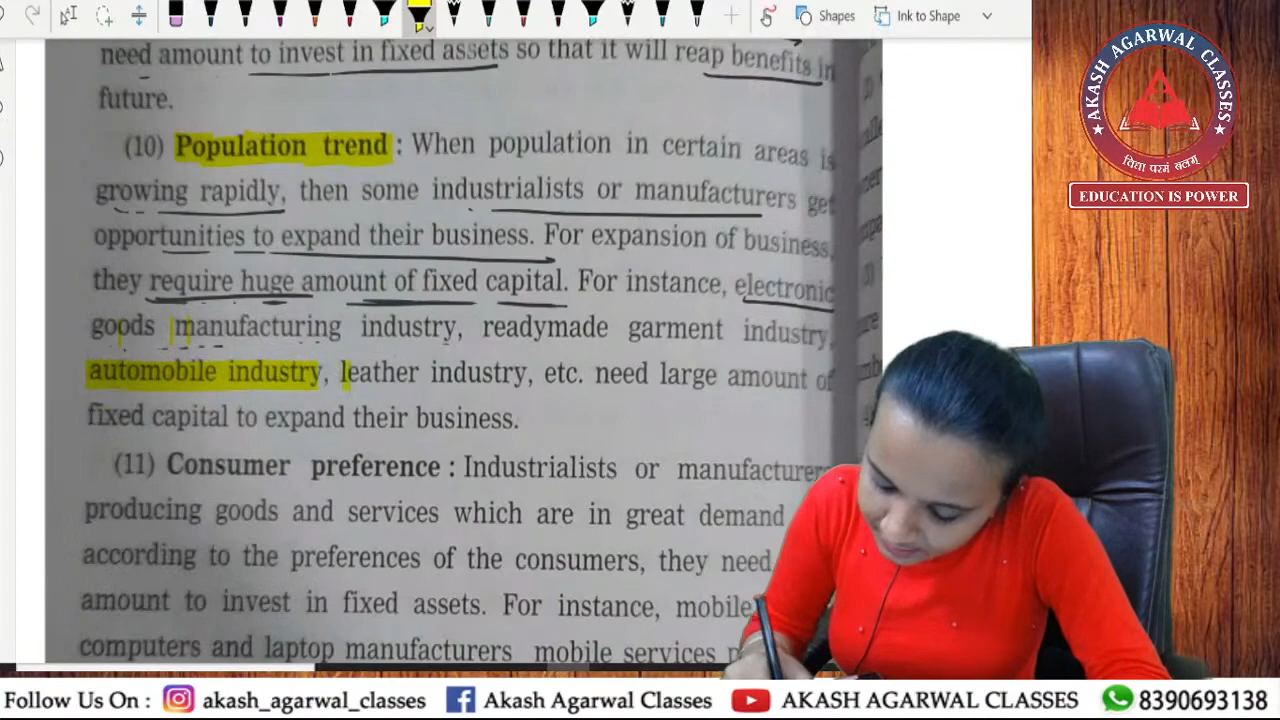 Shapes
Ink to Shape
need amount to invest in fixed assets so that it will reap benefits in
future.
(10) Population trend : When population in certain areas is
growing rapidly, then some industrialists or manufacturers get
opportunities to expand their business. For expansion of business,
they require huge amount of fixed capital. For instance, electronic
goods manufacturing industry, readymade garment industry,
automobile industry, leather industry, etc. need large amount of
fixed capital to expand their business.
(11) Consumer preference : Industrialists or manufacturers
producing goods and services which are in great demand
according to the preferences of the consumers, they need
amount to invest in fixed assets. For instance, mobile
computers and laptop manufacturers mobile services
AKASH AGARWAL CLASSES
विद्या परमं बलम्
EDUCATION IS POWER
Follow Us On : akash_agarwal_classes Akash Agarwal Classes AKASH AGARWAL CLASSES 8390693138